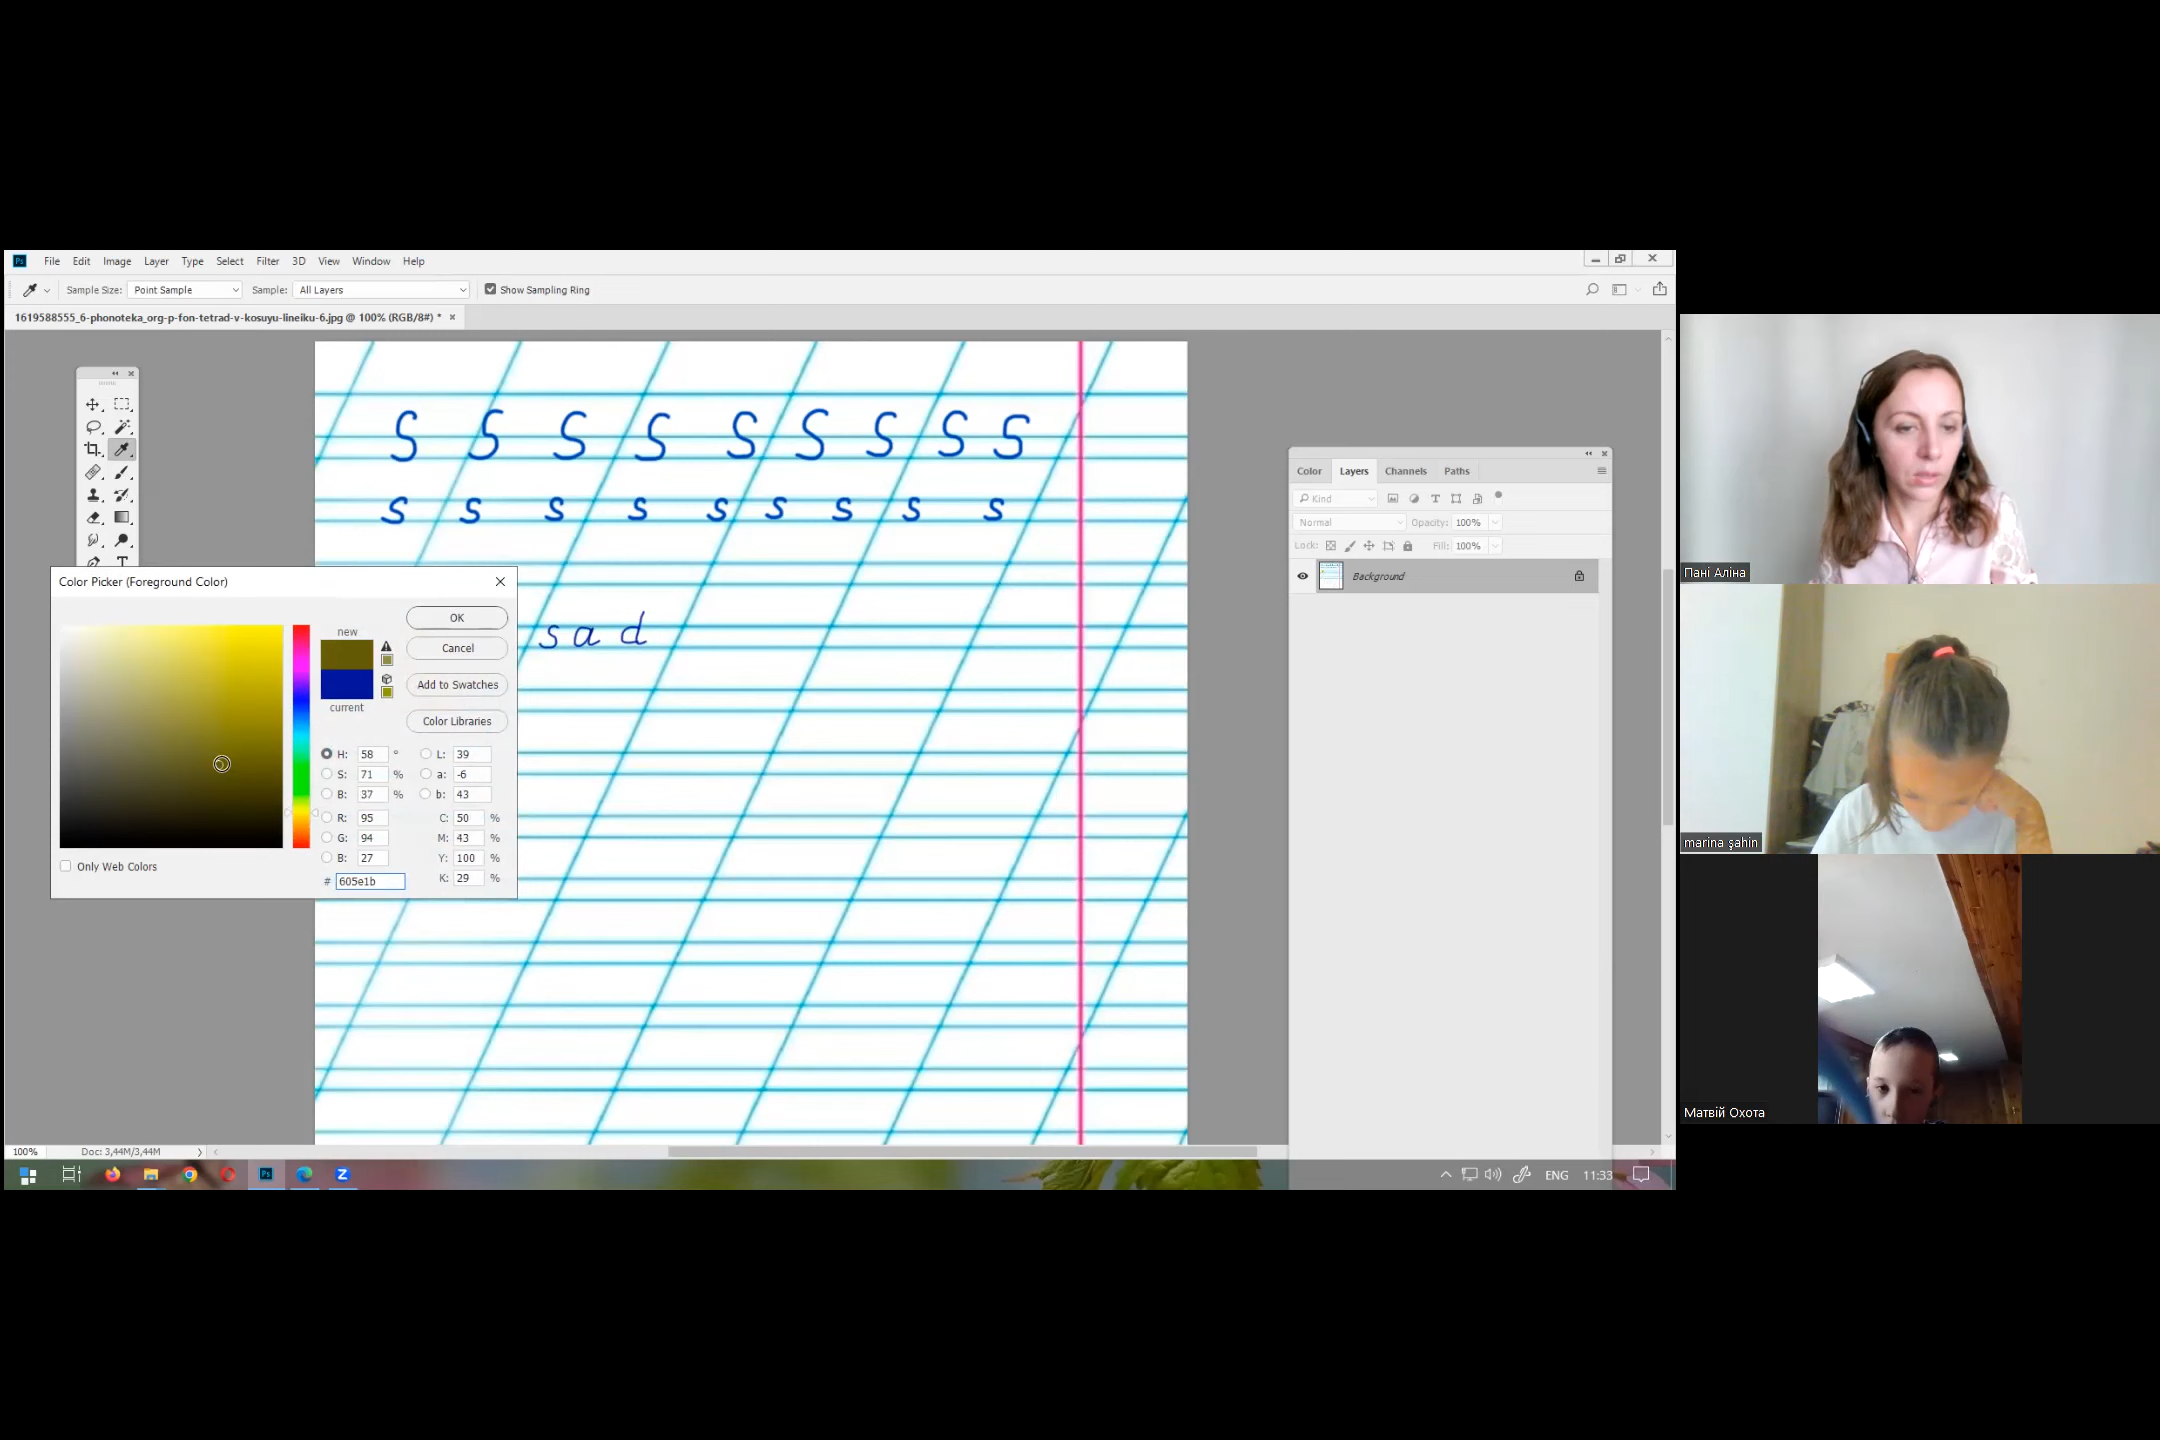 File Edit Image Layer Type Select Filter 3D View Window Help
Sample Size: Point Sample Sample: All Layers Show Sampling Ring
1619588555_6-phonoteka_org-p-fon-tetrad-v-kosuyu-lineiku-6.jpg @ 100% (RGB/8#) *
S S S S S S S S S
s s s s s s s s s
s a d
Color Picker (Foreground Color)
new
current
OK
Cancel
Add to Swatches
Color Libraries
H: 58 ° L: 39
S: 71 % a: -6
B: 37 % b: 43
R: 95 C: 50 %
G: 94 M: 43 %
B: 27 Y: 100 %
# 605e1b K: 29 %
Only Web Colors
Color Layers Channels Paths
Kind
Normal Opacity: 100%
Lock: Fill: 100%
Background
100% Doc: 3,44M/3,44M
ENG 11:33
Пані Аліна
marina şahin
Матвій Охота